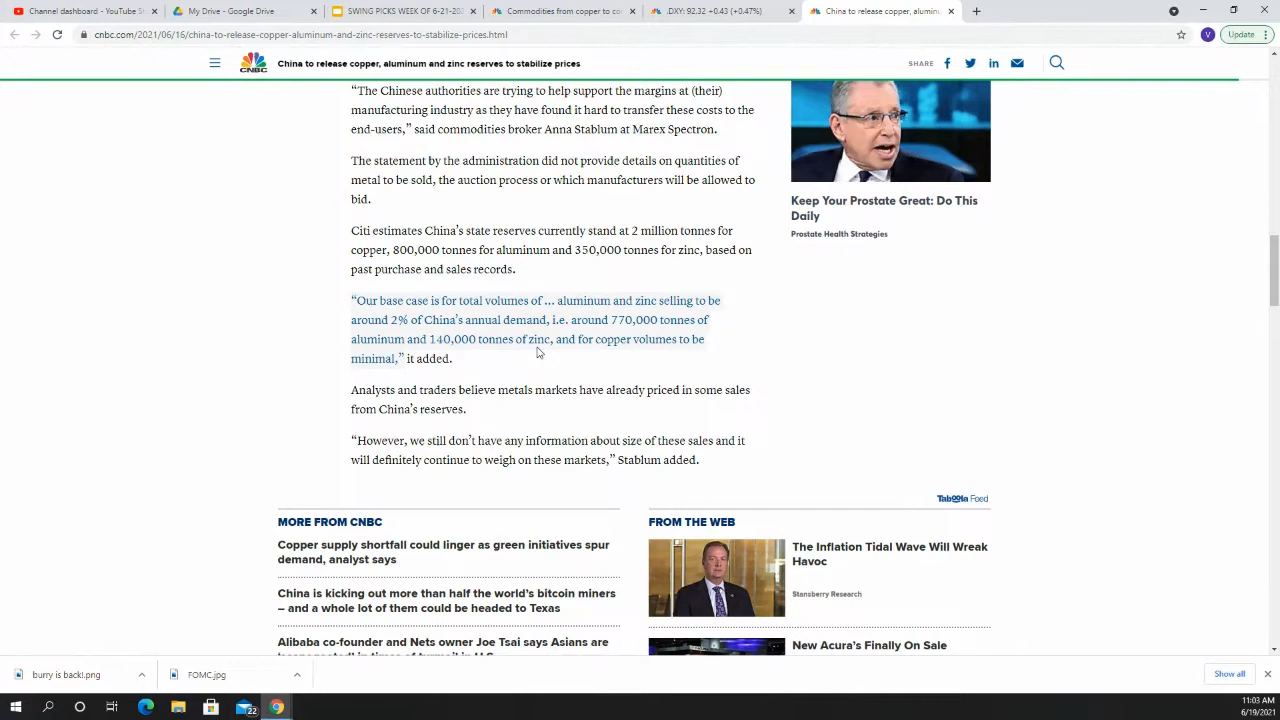 Channel dashboard - YouTube St
My Drive - Google Drive
SWING PICKS WEEK OF 6-21-202
Commodities from copper to co
.DXY: 92.32 +0.43 (+0.47%)
China to release copper, alumin
cnbc.com/2021/06/16/china-to-release-copper-aluminum-and-zinc-reserves-to-stabilize-prices.html
V
Update
CNBC
China to release copper, aluminum and zinc reserves to stabilize prices
SHARE
“The Chinese authorities are trying to help support the margins at (their)
manufacturing industry as they have found it hard to transfer the costs to the
end-users,” said commodities broker Anna Stablum at Marex Spectron.
The statement by the administration did not provide details on quantities of
metal to be sold, the auction process or which manufacturers will be allowed to
bid.
Citi estimates China’s state reserves currently stand at 2 million tonnes for
copper, 800,000 tonnes for aluminum and 350,000 tonnes for zinc, based on
past purchase and sales records.
“Our base case is for total volumes of ... aluminum and zinc selling to be
around 2% of China’s annual demand, i.e. around 770,000 tonnes of
aluminum and 140,000 tonnes of zinc, and for copper volumes to be
minimal,” it added.
Analysts and traders believe metals markets have already priced in some sales
from China’s reserves.
“However, we still don’t have any information about size of these sales and it
will definitely continue to weigh on these markets,” Stablum added.
Keep Your Prostate Great: Do This
Daily
Prostate Health Strategies
Taboola Feed
MORE FROM CNBC
Copper supply shortfall could linger as green initiatives spur
demand, analyst says
China is kicking out more than half the world’s bitcoin miners
– and a whole lot of them could be headed to Texas
Alibaba co-founder and Nets owner Joe Tsai says Asians are
FROM THE WEB
The Inflation Tidal Wave Will Wreak
Havoc
Stansberry Research
New Acura’s Finally On Sale
burry is back!.png
FOMC.jpg
Show all
22
11:03 AM
6/19/2021